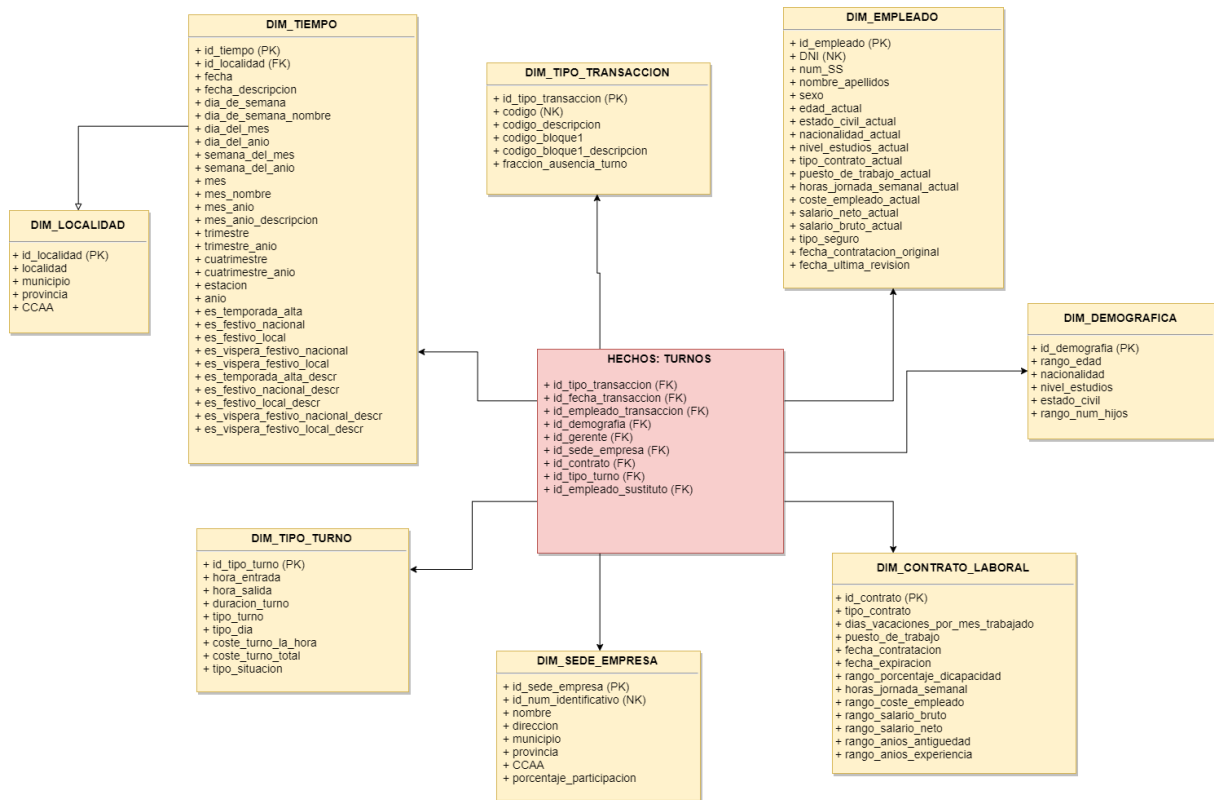 DIM_TIEMPO
+ id_tiempo (PK)
+ id_localidad (FK)
+ fecha
+ fecha_descripcion
+ dia_de_semana
+ dia_de_semana_nombre
+ dia_del_mes
+ dia_del_anio
+ semana_del_mes
+ semana_del_anio
+ mes
+ mes_nombre
+ mes_anio
+ mes_anio_descripcion
+ trimestre
+ trimestre_anio
+ cuatrimestre
+ cuatrimestre_anio
+ estacion
+ anio
+ es_temporada_alta
+ es_festivo_nacional
+ es_festivo_local
+ es_vispera_festivo_nacional
+ es_vispera_festivo_local
+ es_temporada_alta_descr
+ es_festivo_nacional_descr
+ es_festivo_local_descr
+ es_vispera_festivo_nacional_descr
+ es_vispera_festivo_local_descr
DIM_TIPO_TRANSACCION
+ id_tipo_transaccion (PK)
+ codigo (NK)
+ codigo_descripcion
+ codigo_bloque1
+ codigo_bloque1_descripcion
+ fraccion_ausencia_turno
DIM_EMPLEADO
+ id_empleado (PK)
+ DNI (NK)
+ num_SS
+ nombre_apellidos
+ sexo
+ edad_actual
+ estado_civil_actual
+ nacionalidad_actual
+ nivel_estudios_actual
+ tipo_contrato_actual
+ puesto_de_trabajo_actual
+ horas_jornada_semanal_actual
+ coste_empleado_actual
+ salario_neto_actual
+ salario_bruto_actual
+ tipo_seguro
+ fecha_contratacion_original
+ fecha_ultima_revision
DIM_LOCALIDAD
+ id_localidad (PK)
+ localidad
+ municipio
+ provincia
+ CCAA
DIM_DEMOGRAFICA
+ id_demografia (PK)
+ rango_edad
+ nacionalidad
+ nivel_estudios
+ estado_civil
+ rango_num_hijos
HECHOS: TURNOS
+ id_tipo_transaccion (FK)
+ id_fecha_transaccion (FK)
+ id_empleado_transaccion (FK)
+ id_demografia (FK)
+ id_gerente (FK)
+ id_sede_empresa (FK)
+ id_contrato (FK)
+ id_tipo_turno (FK)
+ id_empleado_sustituto (FK)
DIM_TIPO_TURNO
+ id_tipo_turno (PK)
+ hora_entrada
+ hora_salida
+ duracion_turno
+ tipo_turno
+ tipo_dia
+ coste_turno_la_hora
+ coste_turno_total
+ tipo_situacion
DIM_SEDE_EMPRESA
+ id_sede_empresa (PK)
+ id_num_identificativo (NK)
+ nombre
+ direccion
+ municipio
+ provincia
+ CCAA
+ porcentaje_participacion
DIM_CONTRATO_LABORAL
+ id_contrato (PK)
+ tipo_contrato
+ dias_vacaciones_por_mes_trabajado
+ puesto_de_trabajo
+ fecha_contratacion
+ fecha_expiracion
+ rango_porcentaje_dicapacidad
+ horas_jornada_semanal
+ rango_coste_empleado
+ rango_salario_bruto
+ rango_salario_neto
+ rango_anios_antiguedad
+ rango_anios_experiencia